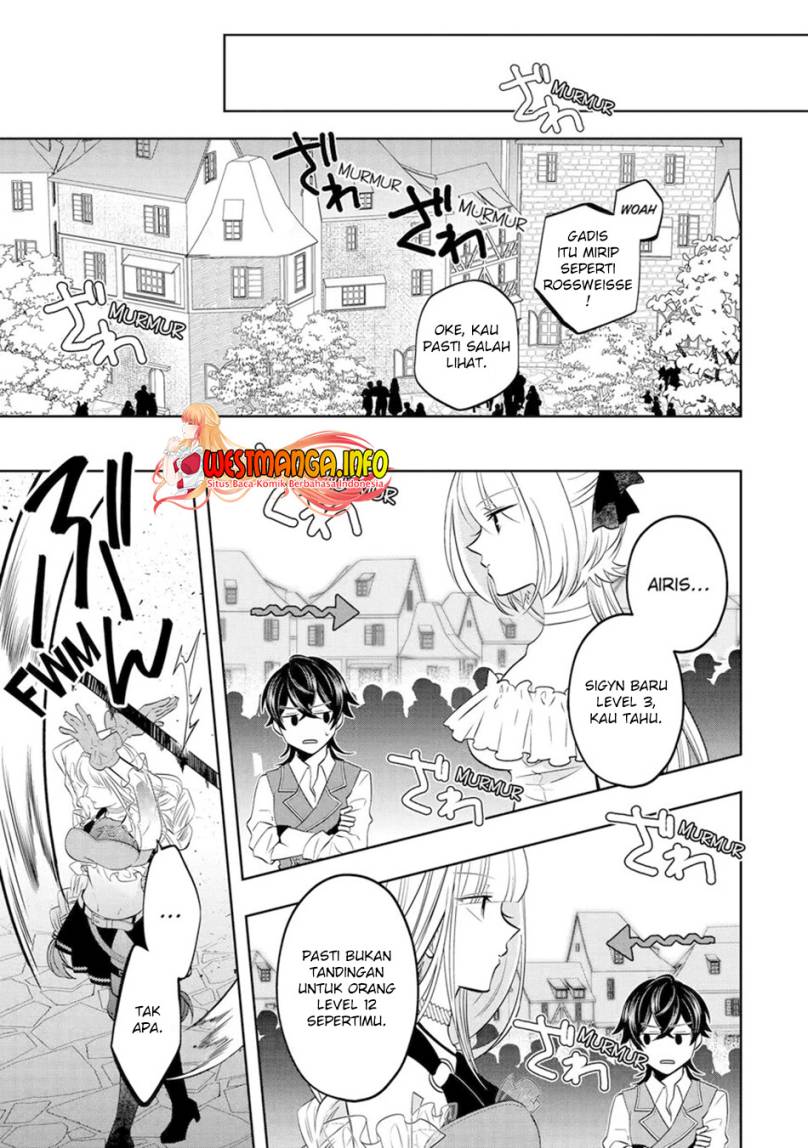 ざわ
MURMUR
ざわ
MURMUR
ざわ
MURMUR
WOAH
GADIS
ITU MIRIP
SEPERTI
ROSSWEISSE
!
ざわ
MURMUR
OKE, KAU
PASTI SALAH
LIHAT.
WESTMANGA.INFO
Situs Baca Komik Berbahasa Indonesia
ざわ
MURMUR
AIRIS...
SIGYN BARU
LEVEL 3,
KAU TAHU.
ざわ
MURMUR
ざわ
MURMUR
PASTI BUKAN
TANDINGAN
UNTUK ORANG
LEVEL 12
SEPERTIMU.
ざわ
MURMUR
ぶん
FWM
...
TAK
APA.